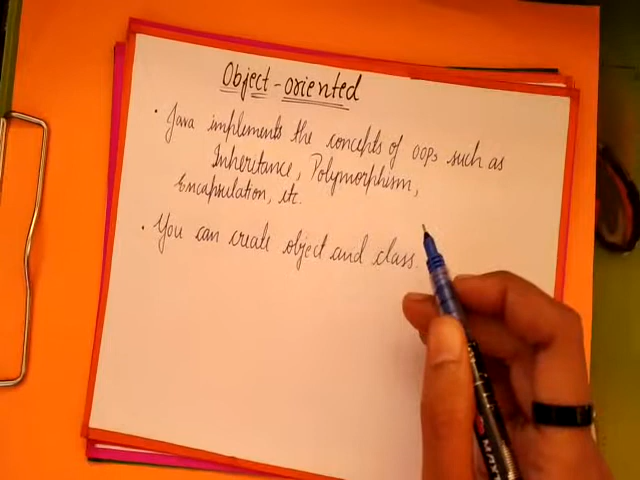 Object-oriented
· Java implements the concepts of OOPs such as
Inheritance, Polymorphism,
Encapsulation, etc.
· You can create object and class.